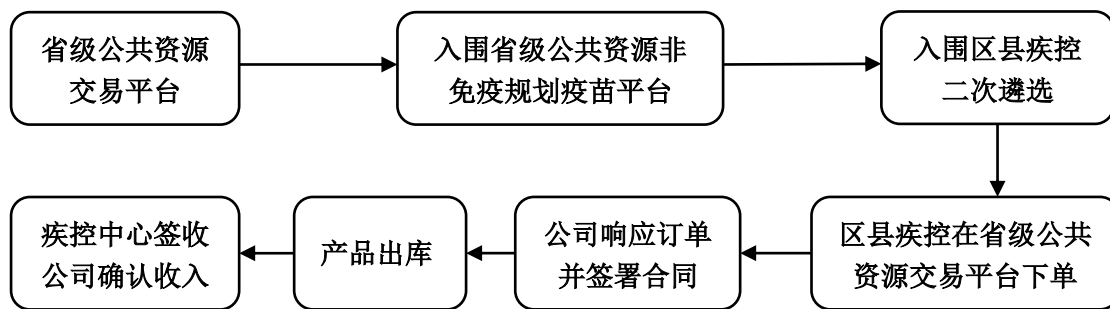 省级公共资源
交易平台
入围省级公共资源非
免疫规划疫苗平台
入围区县疾控
二次遴选
区县疾控在省级公共
资源交易平台下单
公司响应订单
并签署合同
产品出库
疾控中心签收
公司确认收入